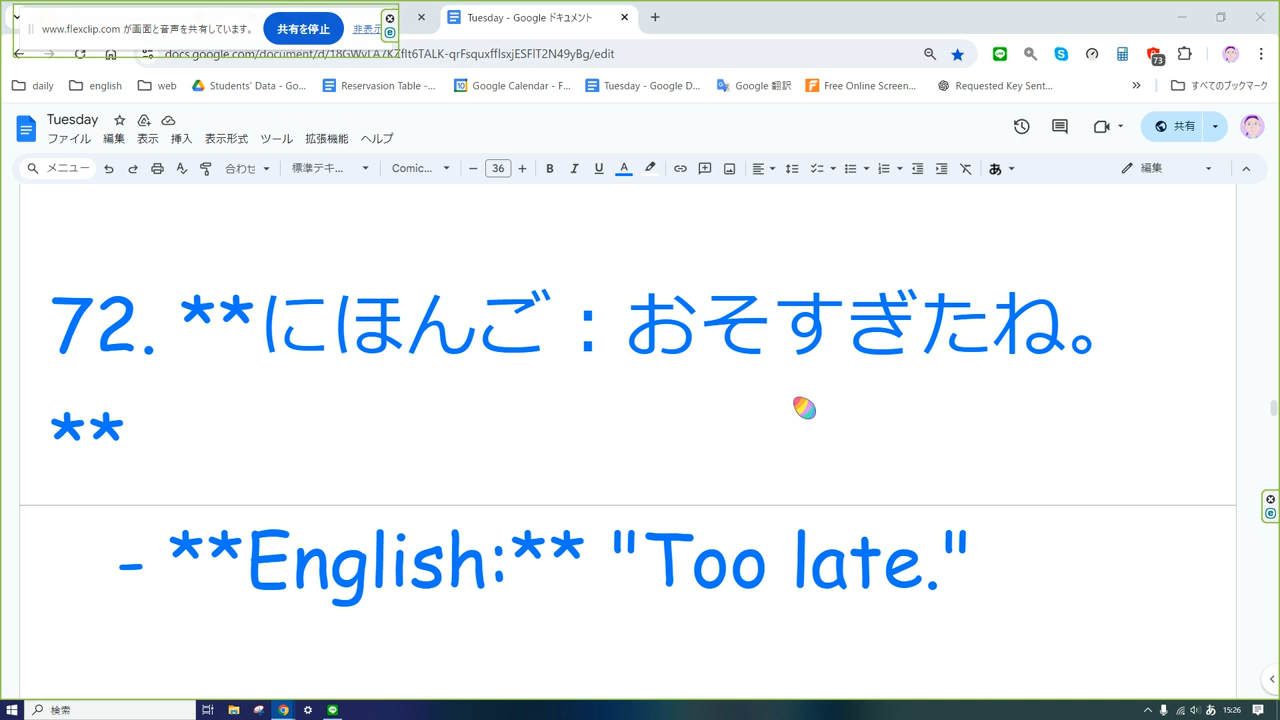 www.flexclip.com が画面と音声を共有しています。 共有を停止 非表示
Tuesday - Google ドキュメント
docs.google.com/document/d/18GWvLA7KZflt6TALK-qrFsquxfflsxjESFlT2N49yBg/edit
73
daily english web Students' Data - Go... Reservasion Table -... Google Calendar - F... Tuesday - Google D... Google 翻訳 Free Online Screen... Requested Key Sent... » すべてのブックマーク
Tuesday
ファイル 編集 表示 挿入 表示形式 ツール 拡張機能 ヘルプ
共有
メニュー 合わせ 標準テキ... Comic... 36 B I U A あ 編集
72. **にほんご：おそすぎたね。
**
- **English:** "Too late."
検索 あ 15:26